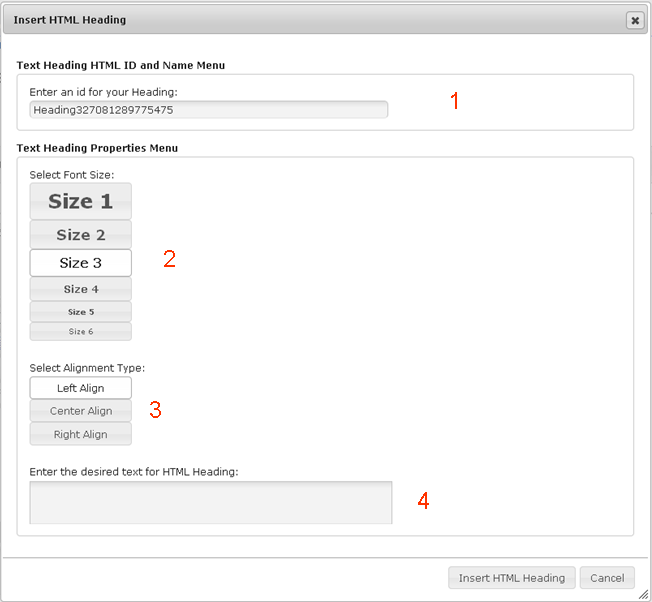 Insert HTML Heading
Text Heading HTML ID and Name Menu
Enter an id for your Heading:
Heading327081289775475
1
Text Heading Properties Menu
Select Font Size:
Size 1
Size 2
Size 3
2
Size 4
Size 5
Size 6
Select Alignment Type:
Left Align
Center Align
3
Right Align
Enter the desired text for HTML Heading:
4
Insert HTML Heading Cancel